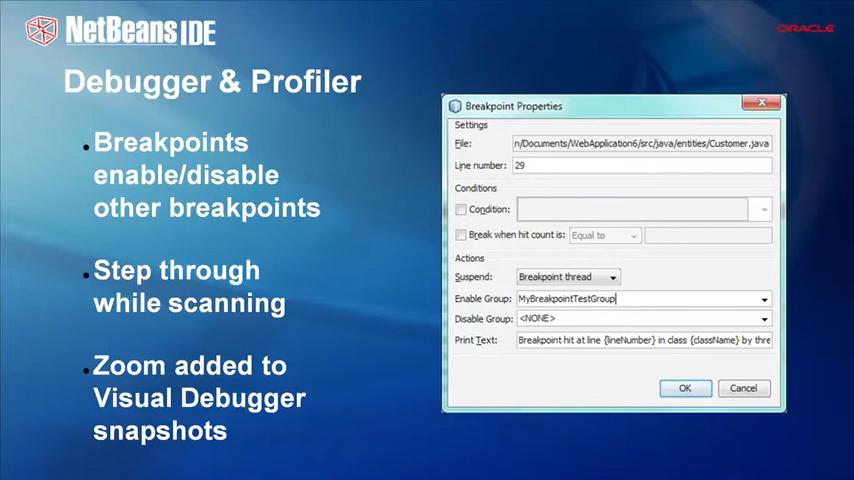 NetBeans IDE
ORACLE
Debugger & Profiler
Breakpoints
enable/disable
other breakpoints
Step through
while scanning
Zoom added to
Visual Debugger
snapshots
Breakpoint Properties
Settings
File: n/Documents/WebApplication6/src/java/entities/Customer.java
Line number: 29
Conditions
Condition:
Break when hit count is: Equal to
Actions
Suspend: Breakpoint thread
Enable Group: MyBreakpointTestGroup
Disable Group: <NONE>
Print Text: Breakpoint hit at line {lineNumber} in class {className} by thre
OK Cancel